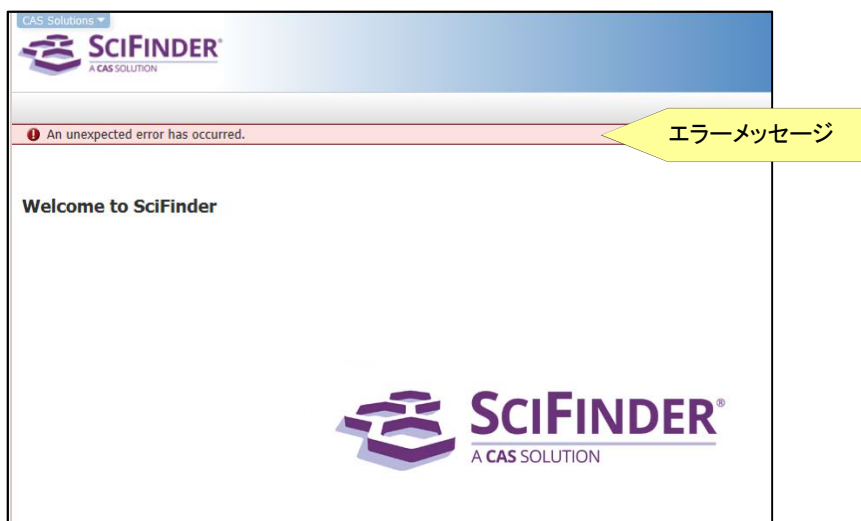 CAS Solutions
SCIFINDER®
A CAS SOLUTION
An unexpected error has occurred.
エラーメッセージ
Welcome to SciFinder
SCIFINDER®
A CAS SOLUTION